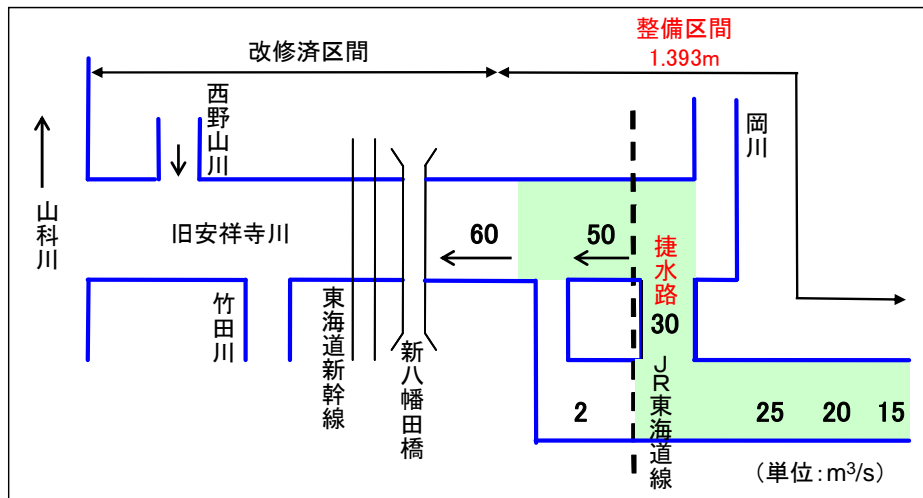 整備区間
1.393m
改修済区間
西野山川
岡川
山科川
旧安祥寺川
60
50
捷水路
30
竹田川
東海道新幹線
新八幡田橋
JR東海道線
2
25
20
15
（単位：m³/s）